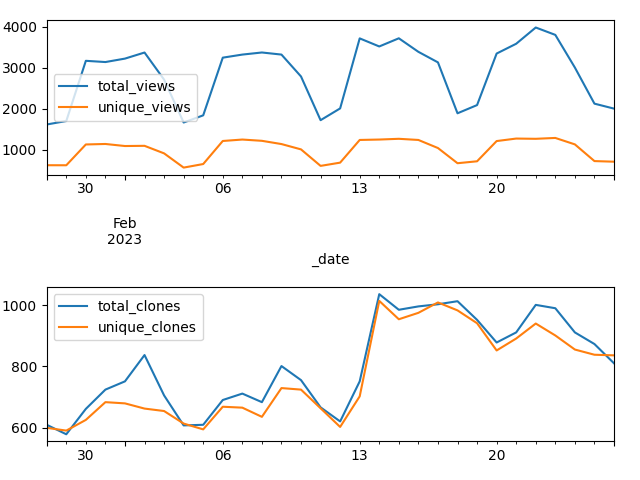 4000
3000
2000
1000
total_views
unique_views
30
06
13
20
Feb
2023
_date
1000
800
600
total_clones
unique_clones
30
06
13
20